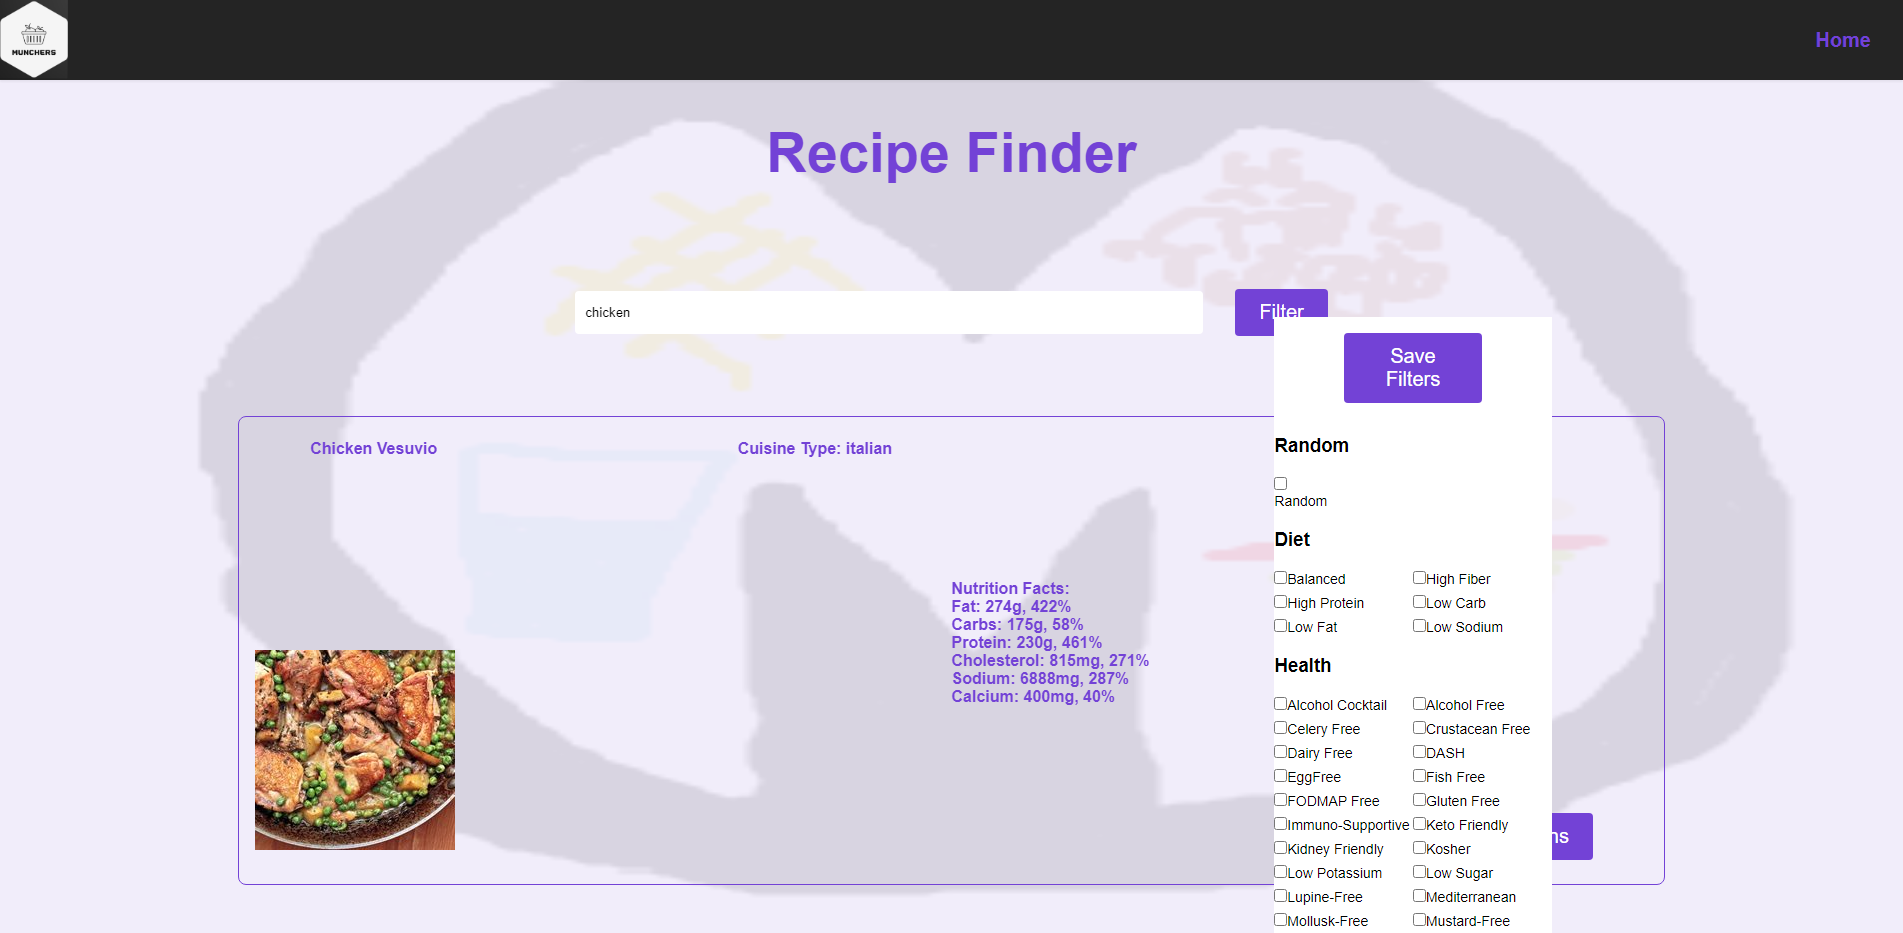 MUNCHERS
Home
Recipe Finder
chicken
Filter
Save
Filters
Chicken Vesuvio
Cuisine Type: italian
Nutrition Facts:
Fat: 274g, 422%
Carbs: 175g, 58%
Protein: 230g, 461%
Cholesterol: 815mg, 271%
Sodium: 6888mg, 287%
Calcium: 400mg, 40%
Random
Random
Diet
Balanced High Fiber
High Protein Low Carb
Low Fat Low Sodium
Health
Alcohol Cocktail Alcohol Free
Celery Free Crustacean Free
Dairy Free DASH
EggFree Fish Free
FODMAP Free Gluten Free
Immuno-Supportive Keto Friendly
Kidney Friendly Kosher
Low Potassium Low Sugar
Lupine-Free Mediterranean
Mollusk-Free Mustard-Free